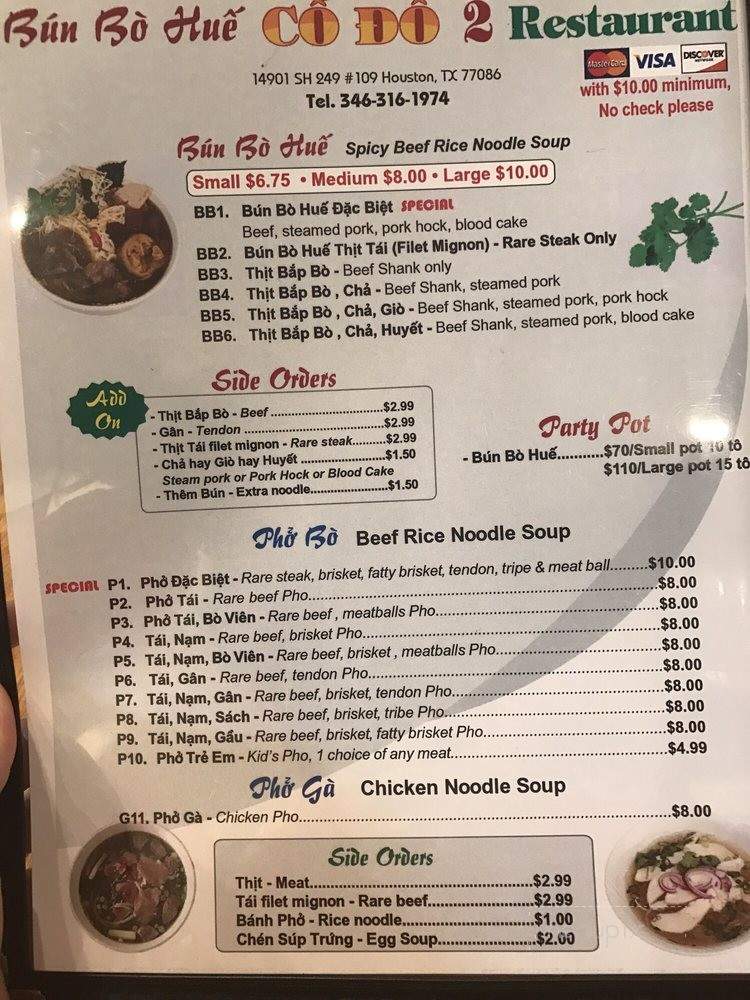 Bún Bò Huế CỐ ĐÔ 2 Restaurant
MasterCard VISA DISCOVER NETWORK
14901 SH 249 #109 Houston, TX 77086
Tel. 346-316-1974
with $10.00 minimum,
No check please
Bún Bò Huế Spicy Beef Rice Noodle Soup
Small $6.75 • Medium $8.00 • Large $10.00
BB1. Bún Bò Huế Đặc Biệt SPECIAL
Beef, steamed pork, pork hock, blood cake
BB2. Bún Bò Huế Thịt Tái (Filet Mignon) - Rare Steak Only
BB3. Thịt Bắp Bò - Beef Shank only
BB4. Thịt Bắp Bò , Chả - Beef Shank, steamed pork
BB5. Thịt Bắp Bò , Chả, Giò - Beef Shank, steamed pork, pork hock
BB6. Thịt Bắp Bò , Chả, Huyết - Beef Shank, steamed pork, blood cake
Side Orders
Add
On
- Thịt Bắp Bò - Beef ...............................$2.99
- Gân - Tendon .......................................$2.99
- Thịt Tái filet mignon - Rare steak.........$2.99
- Chả hay Giò hay Huyết ........................$1.50
Steam pork or Pork Hock or Blood Cake
- Thêm Bún - Extra noodle.....................$1.50
Party Pot
- Bún Bò Huế...........$70/Small pot 10 tô
$110/Large pot 15 tô
Phở Bò Beef Rice Noodle Soup
SPECIAL P1. Phở Đặc Biệt - Rare steak, brisket, fatty brisket, tendon, tripe & meat ball.........$10.00
P2. Phở Tái - Rare beef Pho.......................................................................$8.00
P3. Phở Tái, Bò Viên - Rare beef , meatballs Pho..............................................$8.00
P4. Tái, Nạm - Rare beef, brisket Pho............................................................$8.00
P5. Tái, Nạm, Bò Viên - Rare beef, brisket , meatballs Pho..................................$8.00
P6. Tái, Gân - Rare beef, tendon Pho............................................................$8.00
P7. Tái, Nạm, Gân - Rare beef, brisket, tendon Pho............................................$8.00
P8. Tái, Nạm, Sách - Rare beef, brisket, tribe Pho..............................................$8.00
P9. Tái, Nạm, Gầu - Rare beef, brisket, fatty brisket Pho......................................$8.00
P10. Phở Trẻ Em - Kid's Pho, 1 choice of any meat............................................$4.99
Phở Gà Chicken Noodle Soup
G11. Phở Gà - Chicken Pho.............................................................................$8.00
Side Orders
Thịt - Meat..................................................$2.99
Tái filet mignon - Rare beef.......................$2.99
Bánh Phở - Rice noodle.............................$1.00
Chén Súp Trứng - Egg Soup......................$2.00